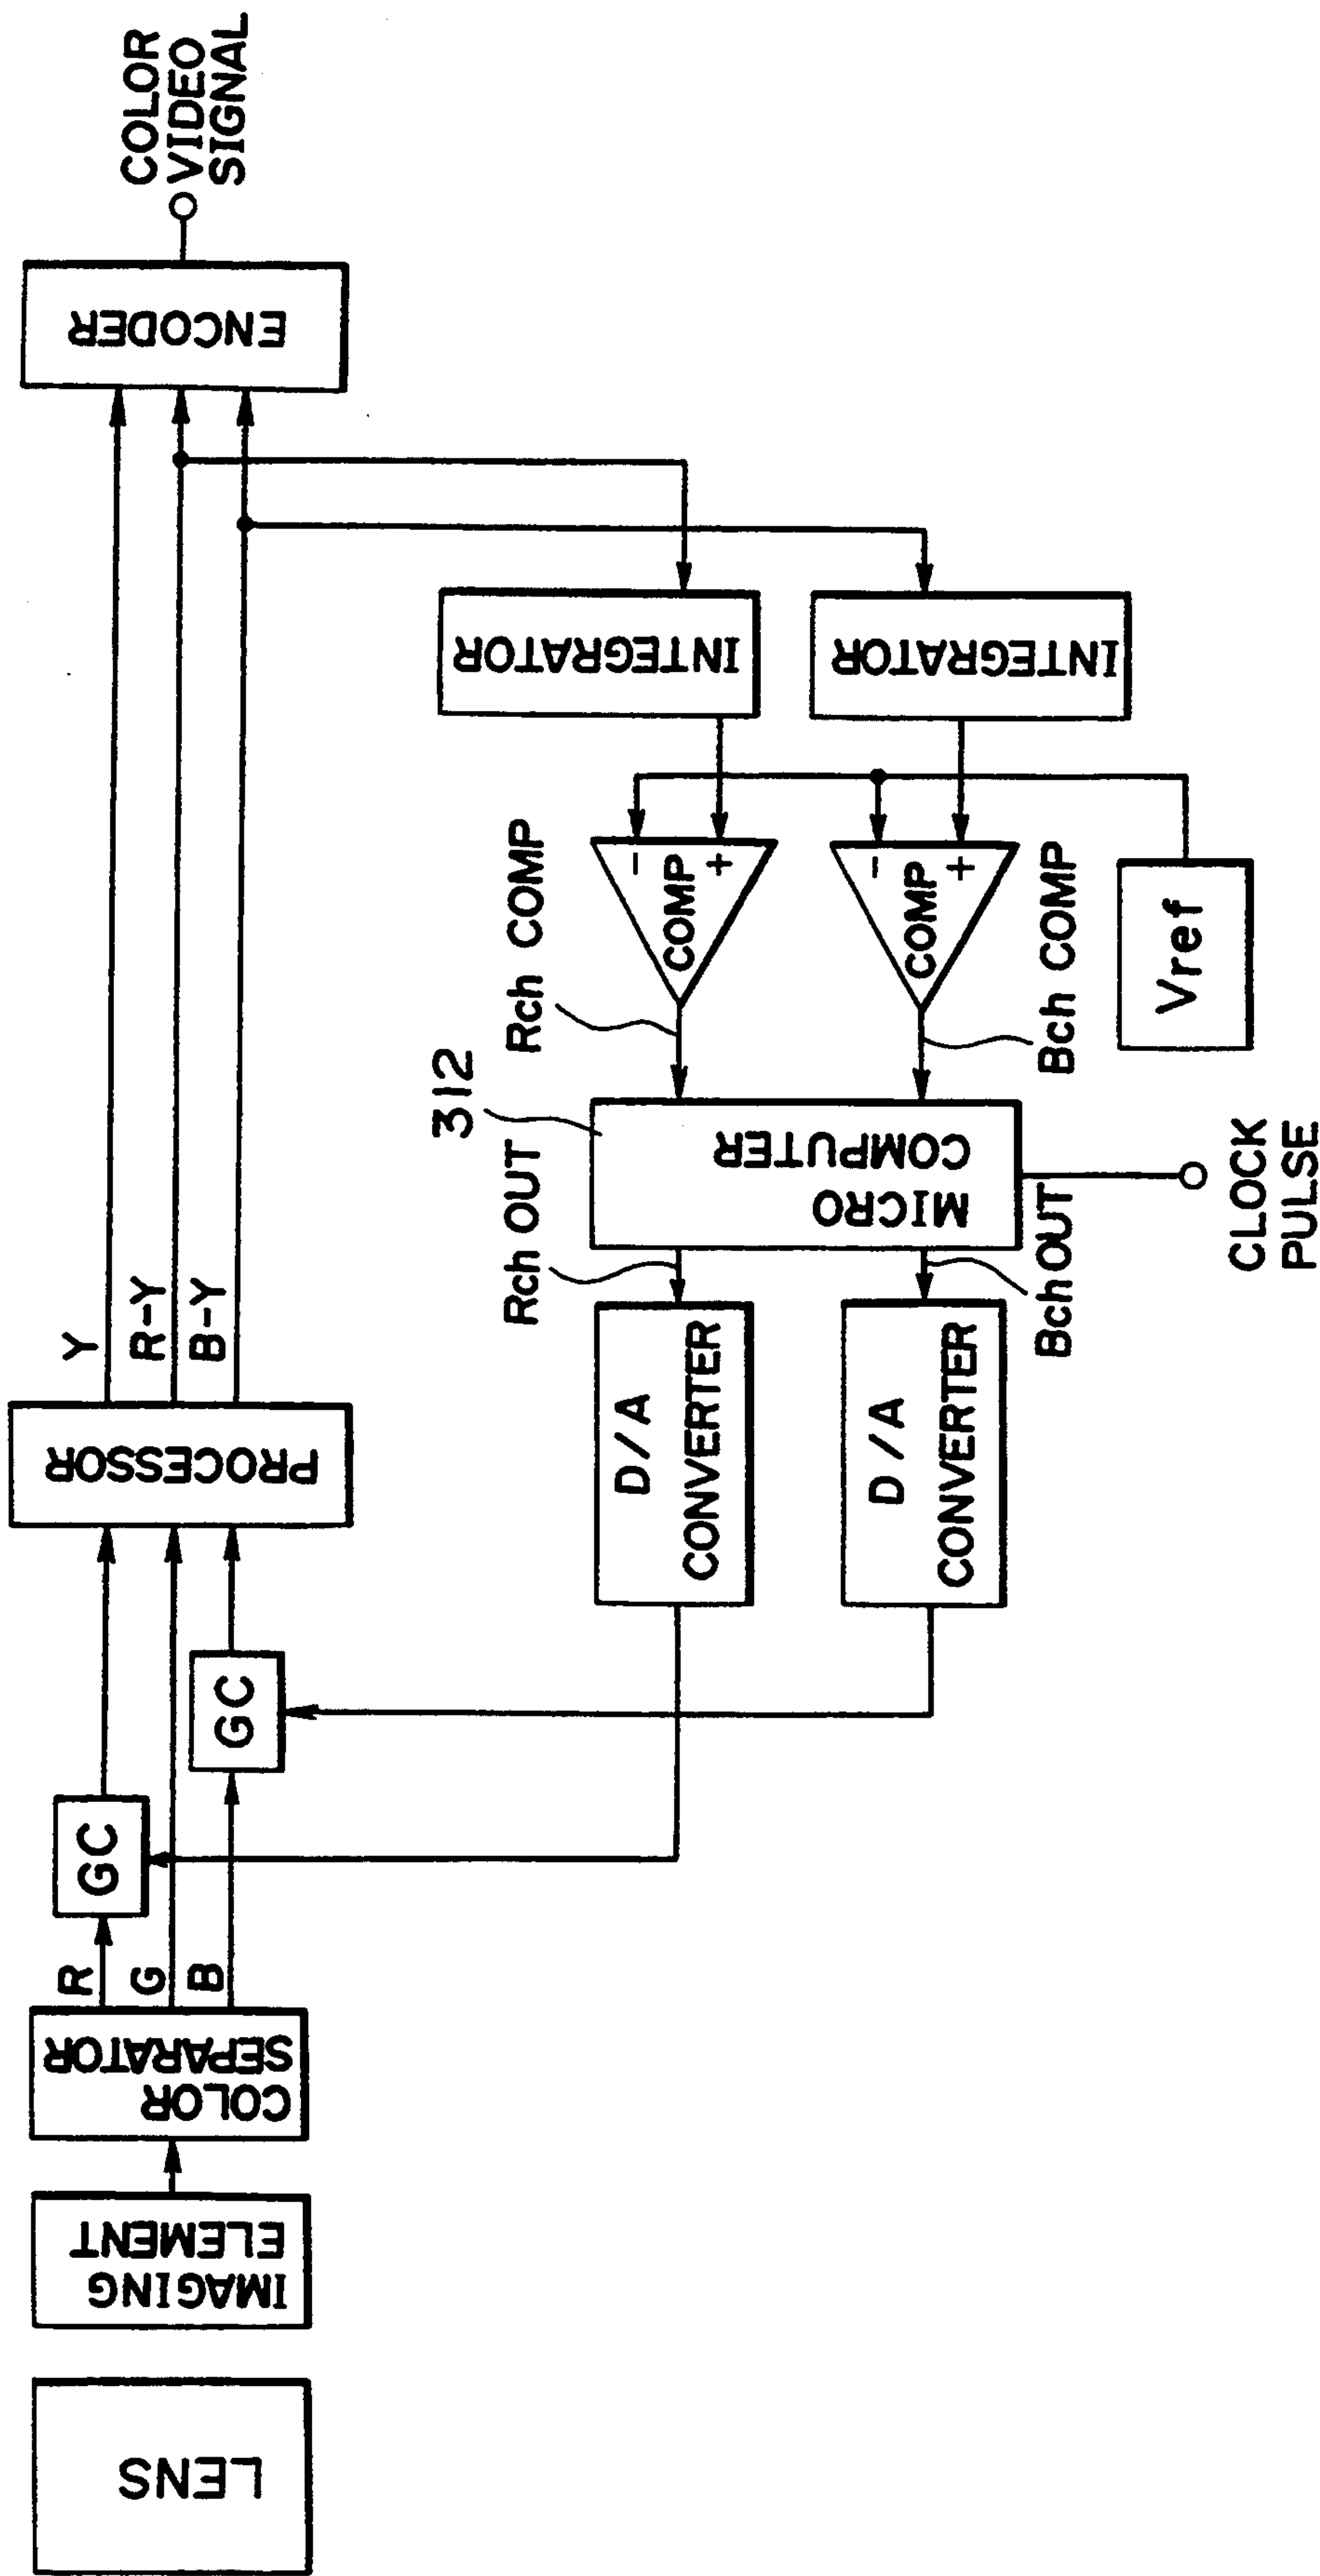 LENS
IMAGING
ELEMENT
COLOR
SEPARATOR
R
G
B
GC
GC
PROCESSOR
Y
R-Y
B-Y
ENCODER
COLOR
VIDEO
SIGNAL
D/A
CONVERTER
D/A
CONVERTER
Rch OUT
Bch OUT
312
MICRO
COMPUTER
CLOCK
PULSE
Rch COMP
Bch COMP
COMP
-
+
COMP
-
+
Vref
INTEGRATOR
INTEGRATOR